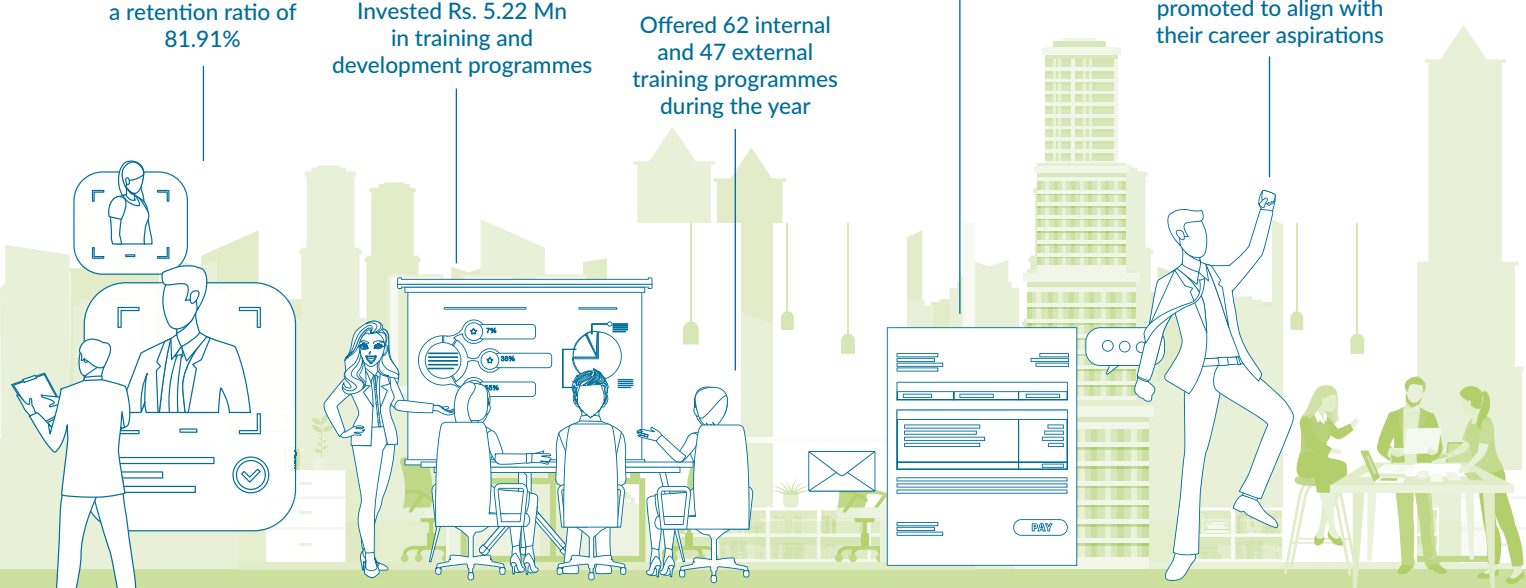 a retention ratio of
81.91%
Invested Rs. 5.22 Mn
in training and
development programmes
Offered 62 internal
and 47 external
training programmes
during the year
promoted to align with
their career aspirations
7%
38%
55%
PAY